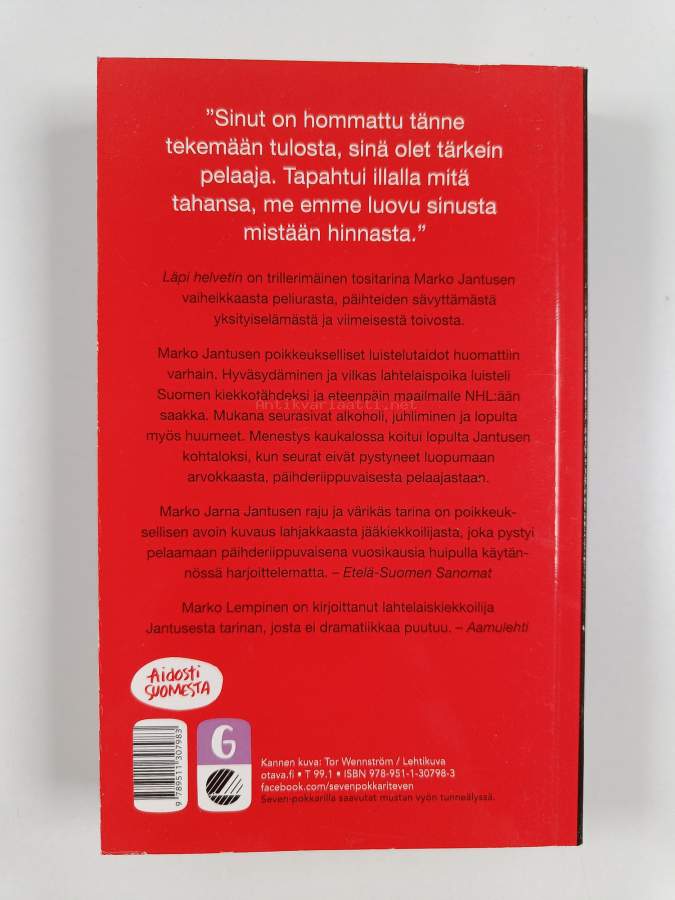 ”Sinut on hommattu tänne
tekemään tulosta, sinä olet tärkein
pelaaja. Tapahtui illalla mitä
tahansa, me emme luovu sinusta
mistään hinnasta.”
Läpi helvetin on trillerimäinen tositarina Marko Jantusen
vaiheikkaasta peliurasta, päihteiden sävyttämästä
yksityiselämästä ja viimeisestä toivosta.
Marko Jantusen poikkeukselliset luistelutaidot huomattiin
varhain. Hyväsydäminen ja vilkas lahtelaispoika luisteli
Suomen kiekkotähdeksi ja eteenpäin maailmalle NHL:ään
Antikvariaatti.net
saakka. Mukana seurasivat alkoholi, juhliminen ja lopulta
myös huumeet. Menestys kaukalossa koitui lopulta Jantusen
kohtaloksi, kun seurat eivät pystyneet luopumaan
arvokkaasta, päihderiippuvaisesta pelaajastaan.
Marko Jarna Jantusen raju ja värikäs tarina on poikkeuk-
sellisen avoin kuvaus lahjakkaasta jääkiekkoilijasta, joka pystyi
pelaamaan päihderiippuvaisena vuosikausia huipulla käytän-
nössä harjoittelematta. – Etelä-Suomen Sanomat
Marko Lempinen on kirjoittanut lahtelaiskiekkoilija
Jantusesta tarinan, josta ei dramatiikkaa puutuu. – Aamulehti
Aidosti
SUOMESTA
9 789511 307983
G
Kannen kuva: Tor Wennström / Lehtikuva
otava.fi • T 99.1 • ISBN 978-951-1-30798-3
facebook.com/sevenpokkariteven
Seven-pokkarilla saavutat mustan vyön tunneälyssä.